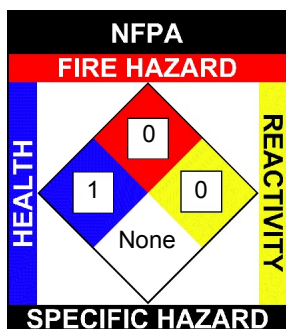 NFPA
FIRE HAZARD
HEALTH
0
1
0
None
REACTIVITY
SPECIFIC HAZARD